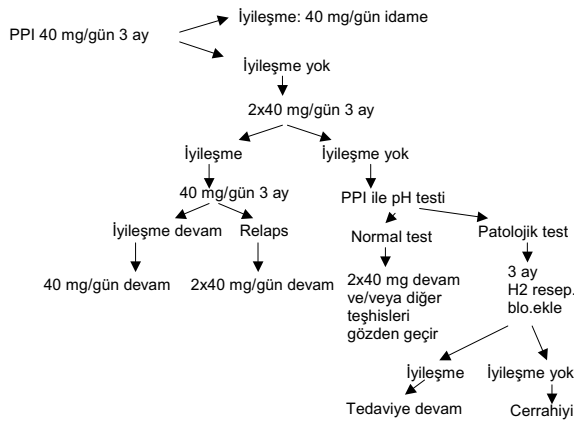 İyileşme: 40 mg/gün idame
PPI 40 mg/gün 3 ay
İyileşme yok
2x40 mg/gün 3 ay
İyileşme
İyileşme yok
40 mg/gün 3 ay
PPI ile pH testi
İyileşme devam
Relaps
Normal test
Patolojik test
40 mg/gün devam
2x40 mg/gün devam
2x40 mg devam
ve/veya diğer
teşhisleri
gözden geçir
3 ay
H2 resep.
blo.ekle
İyileşme
İyileşme yok
Tedaviye devam
Cerrahiyi